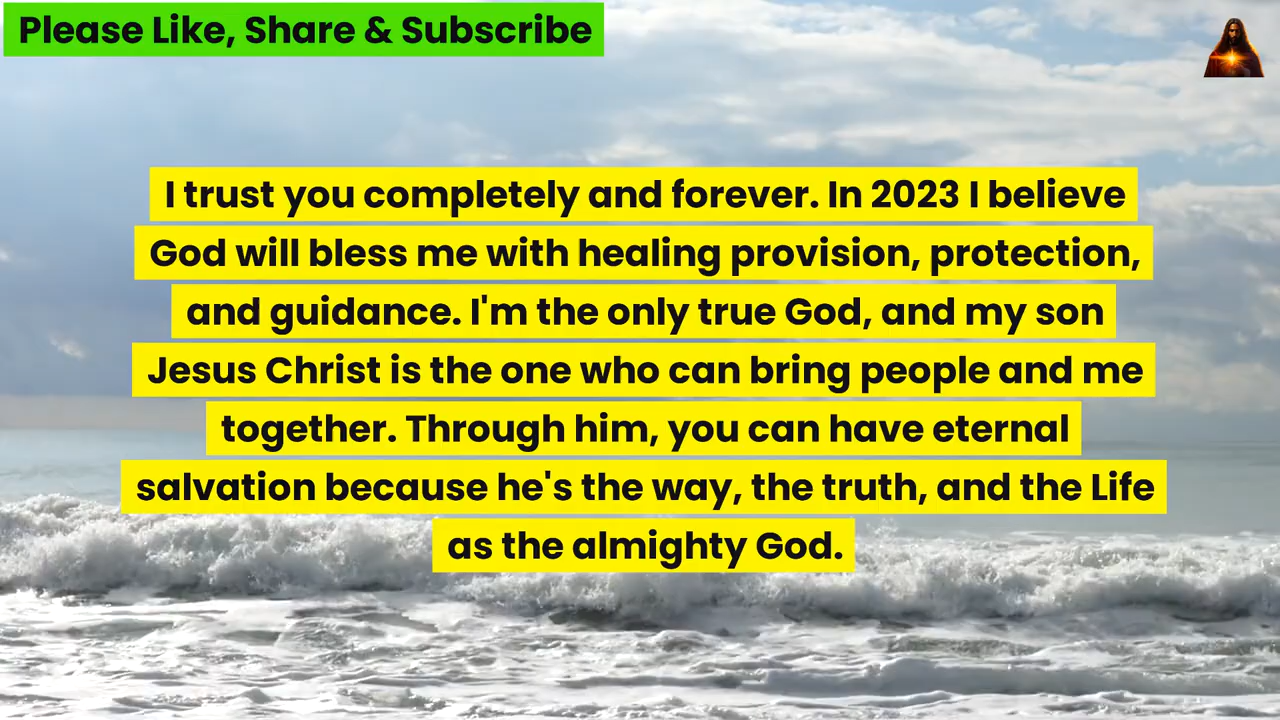 Please Like, Share & Subscribe
I trust you completely and forever. In 2023 I believe
God will bless me with healing provision, protection,
and guidance. I'm the only true God, and my son
Jesus Christ is the one who can bring people and me
together. Through him, you can have eternal
salvation because he's the way, the truth, and the Life
as the almighty God.